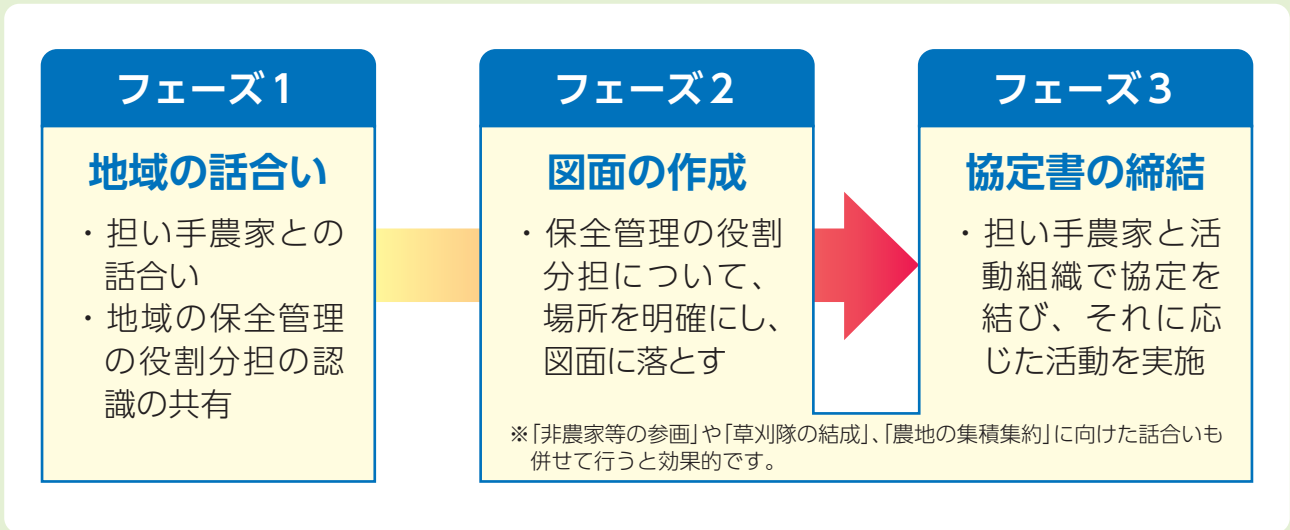 フェーズ1
地域の話合い
・担い手農家との
話合い
・地域の保全管理
の役割分担の認
識の共有
フェーズ2
図面の作成
・保全管理の役割
分担について、
場所を明確にし、
図面に落とす
フェーズ3
協定書の締結
・担い手農家と活
動組織で協定を
結び、それに応
じた活動を実施
※「非農家等の参画」や「草刈隊の結成」、「農地の集積集約」に向けた話合いも
併せて行うと効果的です。